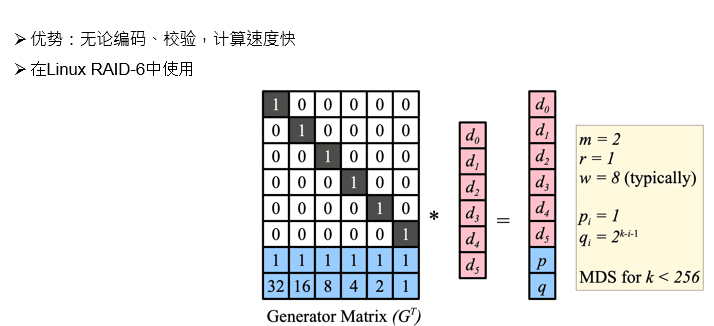 ➢ 优势：无论编码、校验，计算速度快
➢ 在Linux RAID-6中使用
1 0 0 0 0 0
0 1 0 0 0 0
0 0 1 0 0 0
0 0 0 1 0 0
0 0 0 0 1 0
0 0 0 0 0 1
1 1 1 1 1 1
32 16 8 4 2 1
Generator Matrix (G^T)
*
d_0
d_1
d_2
d_3
d_4
d_5
=
d_0
d_1
d_2
d_3
d_4
d_5
p
q
m = 2
r = 1
w = 8 (typically)
p_i = 1
q_i = 2^{k-i-1}
MDS for k < 256